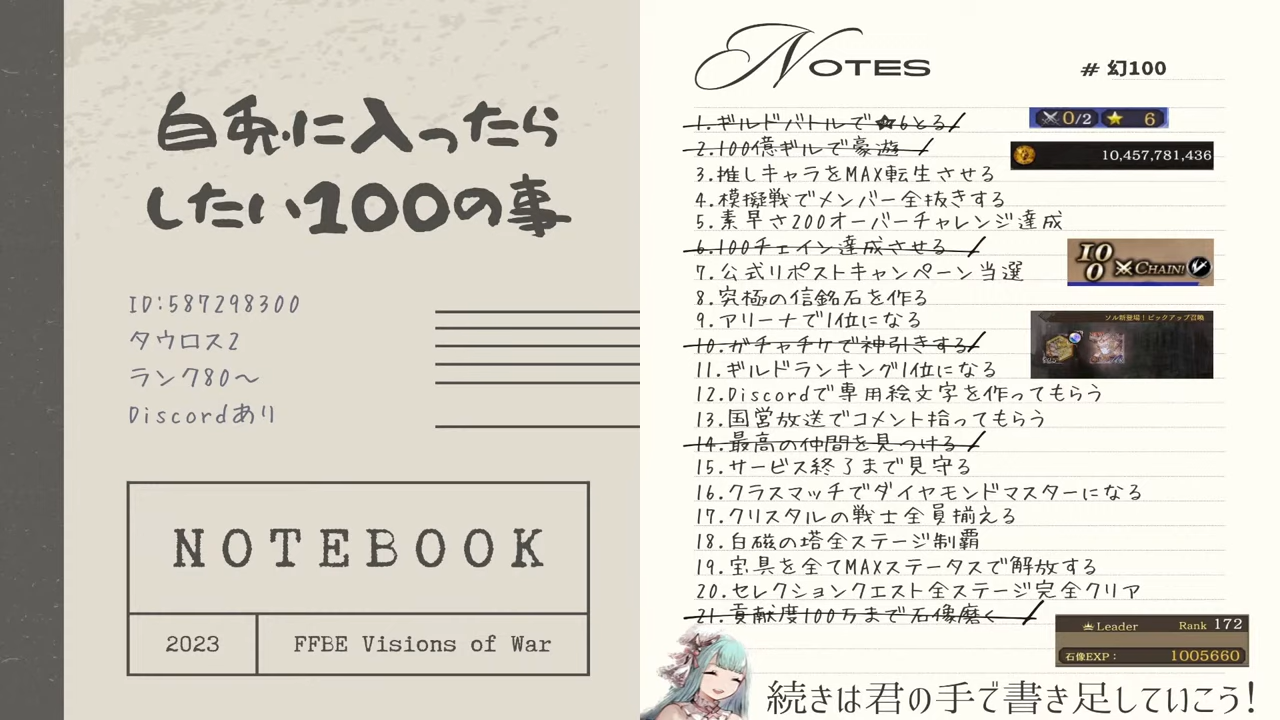 白兎に入ったら
したい100の事
ID:587298300
タウロス2
ランク80～
Discordあり
NOTEBOOK
2023
FFBE Visions of War
NOTES
# 幻100
1.ギルドバトルで★6とる
0/2 ★ 6
2.100億ギルで豪遊
10,457,781,436
3.推しキャラをMAX転生させる
4.模擬戦でメンバー全抜きする
5.素早さ200オーバーチャレンジ達成
6.100チェイン達成させる
100 CHAIN!
7.公式リポストキャンペーン当選
8.究極の信銘石を作る
9.アリーナで1位になる
ソル新登場！ピックアップ召喚
10.ガチャチケで神引きする
11.ギルドランキング1位になる
12.Discordで専用絵文字を作ってもらう
13.国営放送でコメント拾ってもらう
14.最高の仲間を見つける
15.サービス終了まで見守る
16.クラスマッチでダイヤモンドマスターになる
17.クリスタルの戦士全員揃える
18.白磁の塔全ステージ制覇
19.宝具を全てMAXステータスで解放する
20.セレクションクエスト全ステージ完全クリア
21.貢献度100万まで石像磨く
Leader Rank 172
石像EXP： 1005660
続きは君の手で書き足していこう！